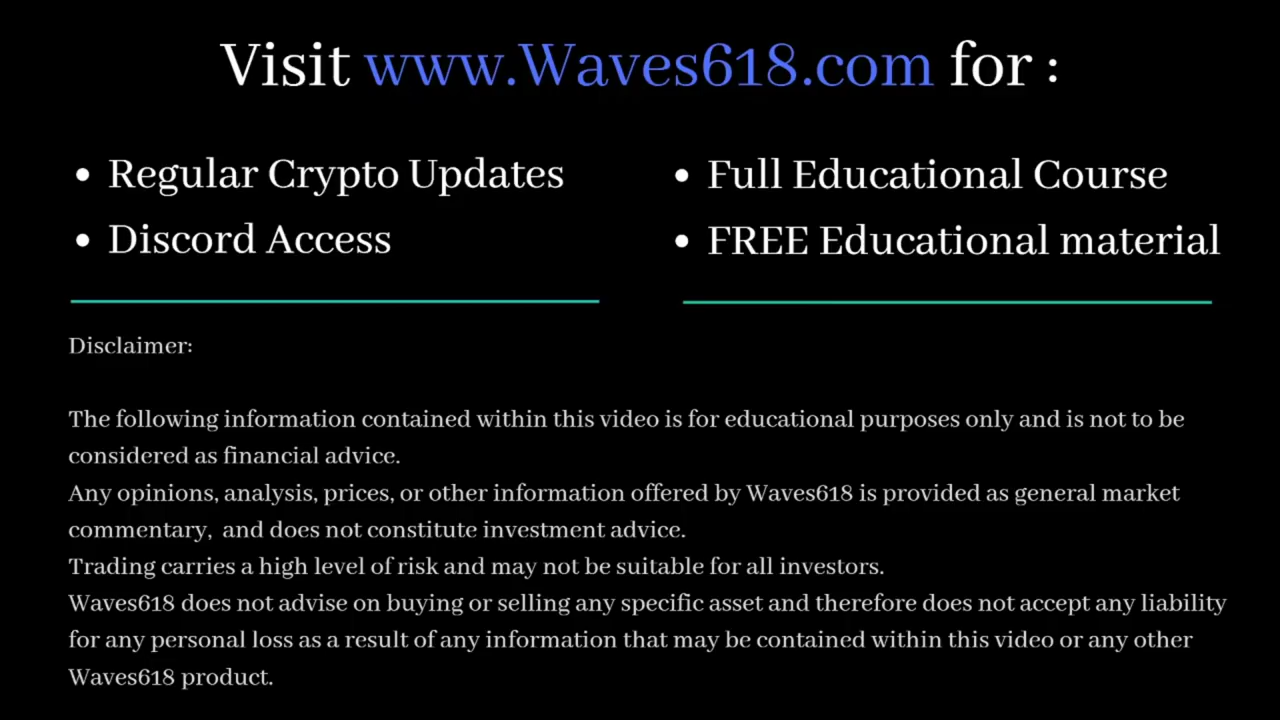 Visit www.Waves618.com for :
• Regular Crypto Updates
• Discord Access
• Full Educational Course
• FREE Educational material
Disclaimer:
The following information contained within this video is for educational purposes only and is not to be
considered as financial advice.
Any opinions, analysis, prices, or other information offered by Waves618 is provided as general market
commentary,  and does not constitute investment advice.
Trading carries a high level of risk and may not be suitable for all investors.
Waves618 does not advise on buying or selling any specific asset and therefore does not accept any liability
for any personal loss as a result of any information that may be contained within this video or any other
Waves618 product.